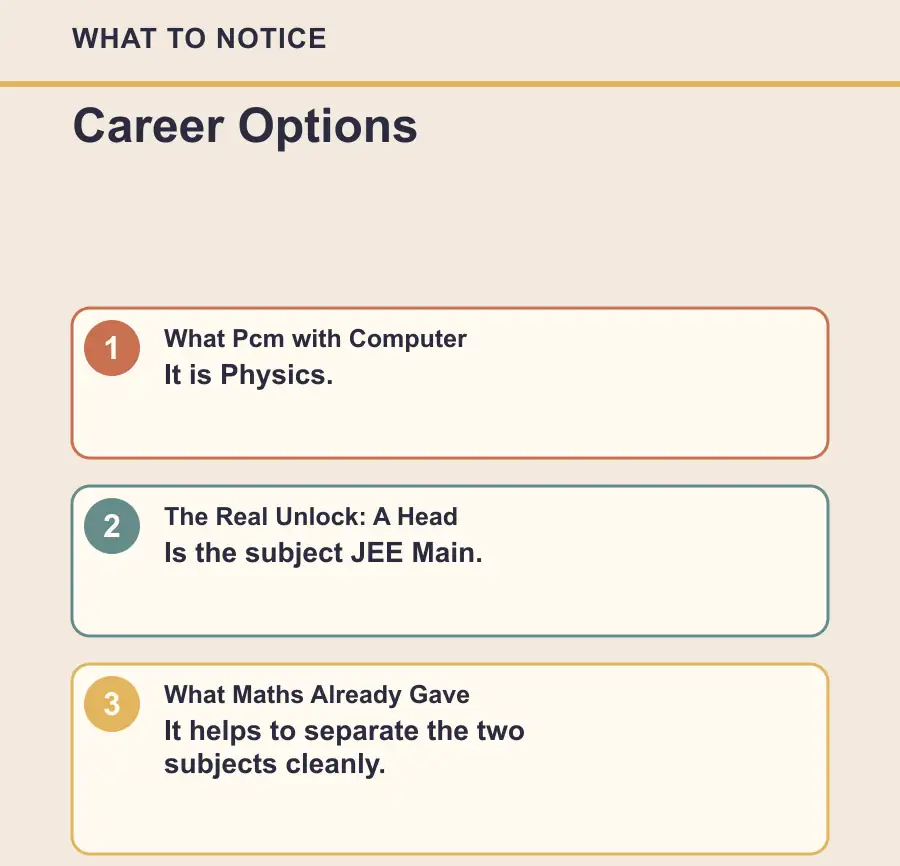 WHAT TO NOTICE
Career Options
1
What Pcm with Computer
It is Physics.
2
The Real Unlock: A Head
Is the subject JEE Main.
3
What Maths Already Gave
It helps to separate the two
subjects cleanly.